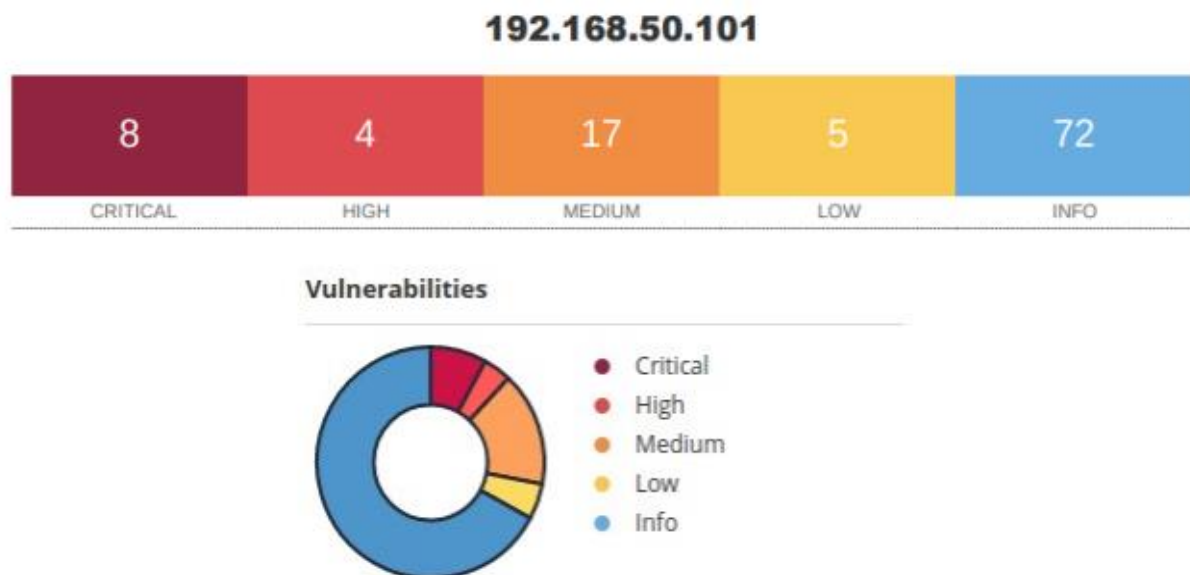 192.168.50.101
8 4 17 5 72
CRITICAL HIGH MEDIUM LOW INFO
Vulnerabilities
Critical
High
Medium
Low
Info